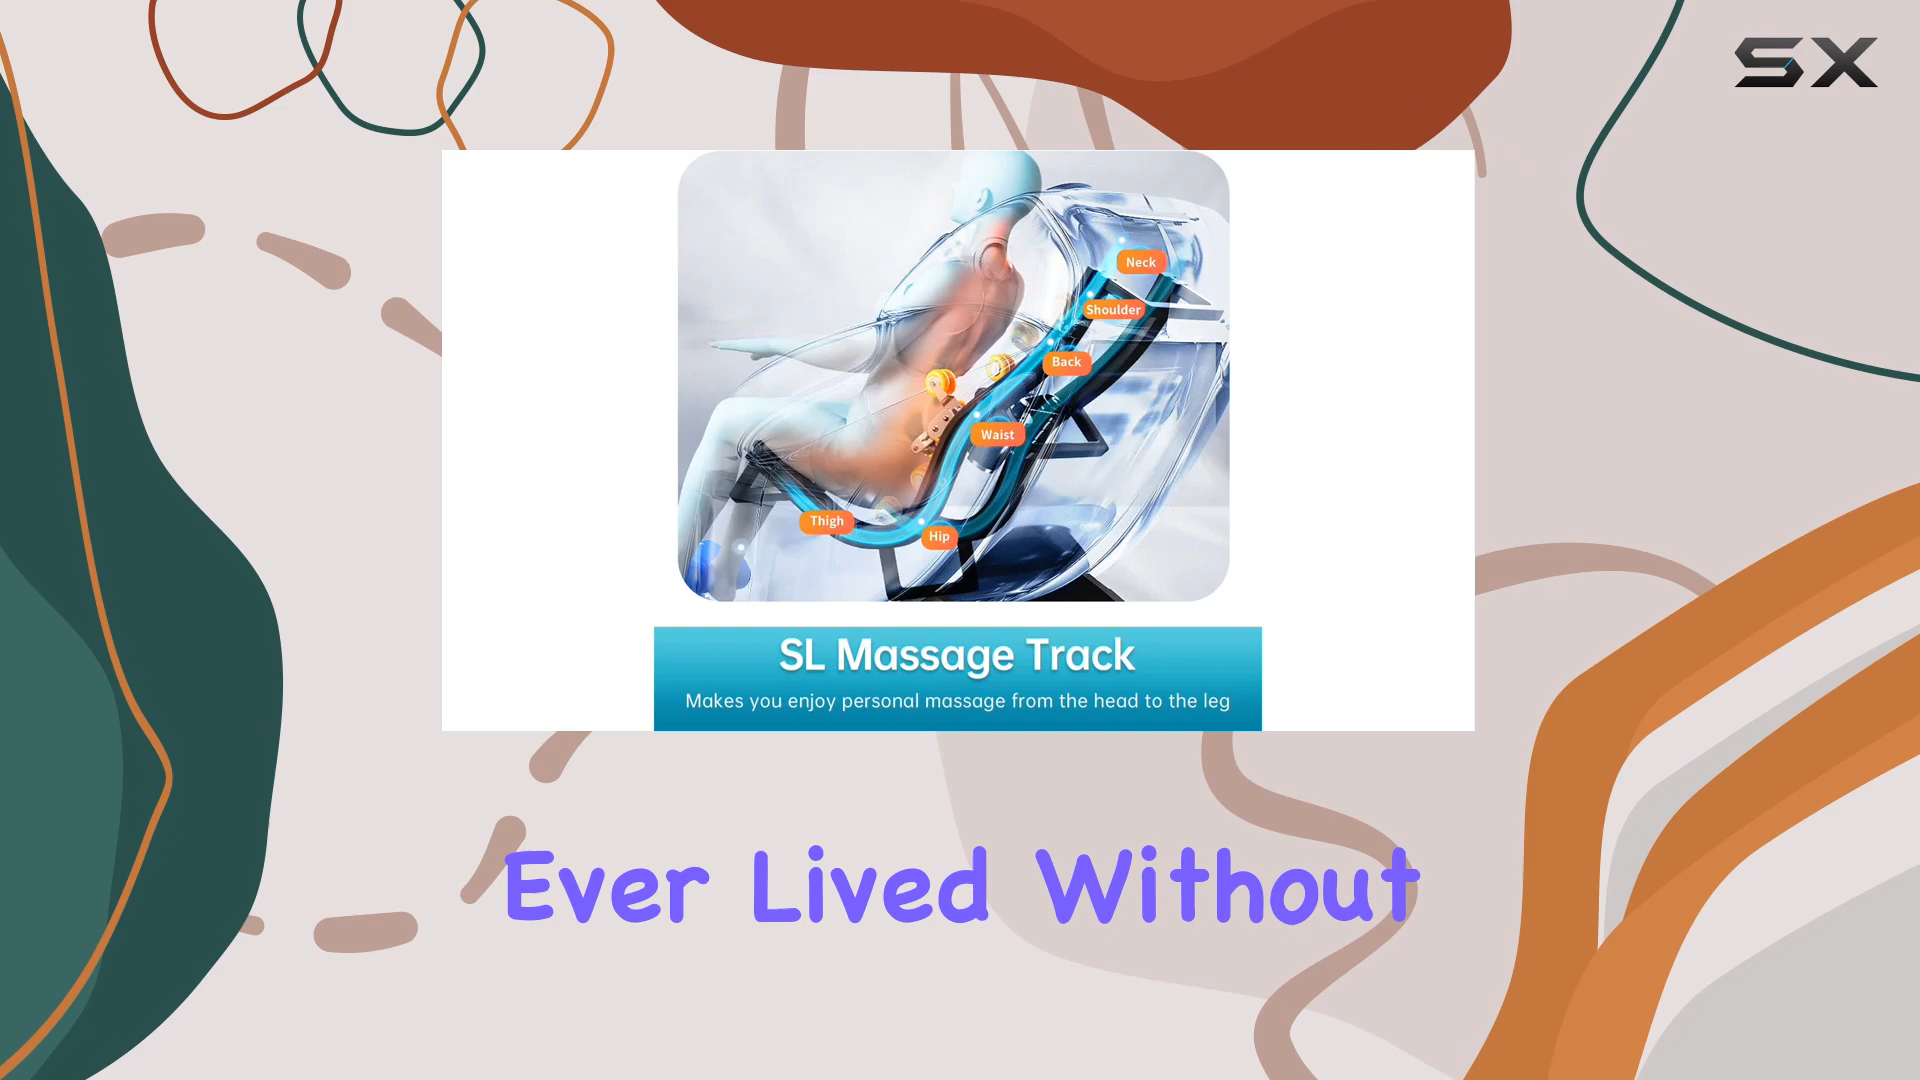 SX
Neck
Shoulder
Back
Waist
Thigh
Hip
SL Massage Track
Makes you enjoy personal massage from the head to the leg
Ever Lived Without